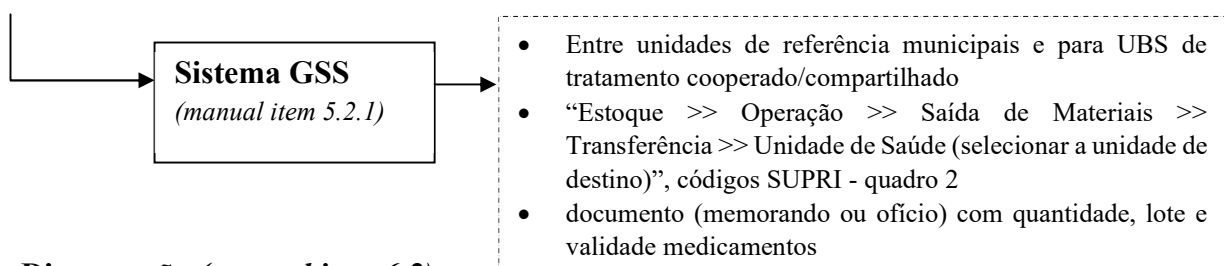 Sistema GSS
(manual item 5.2.1)
• Entre unidades de referência municipais e para UBS de
tratamento cooperado/compartilhado
• “Estoque >> Operação >> Saída de Materiais >>
Transferência >> Unidade de Saúde (selecionar a unidade de
destino)”, códigos SUPRI - quadro 2
• documento (memorando ou ofício) com quantidade, lote e
validade medicamentos